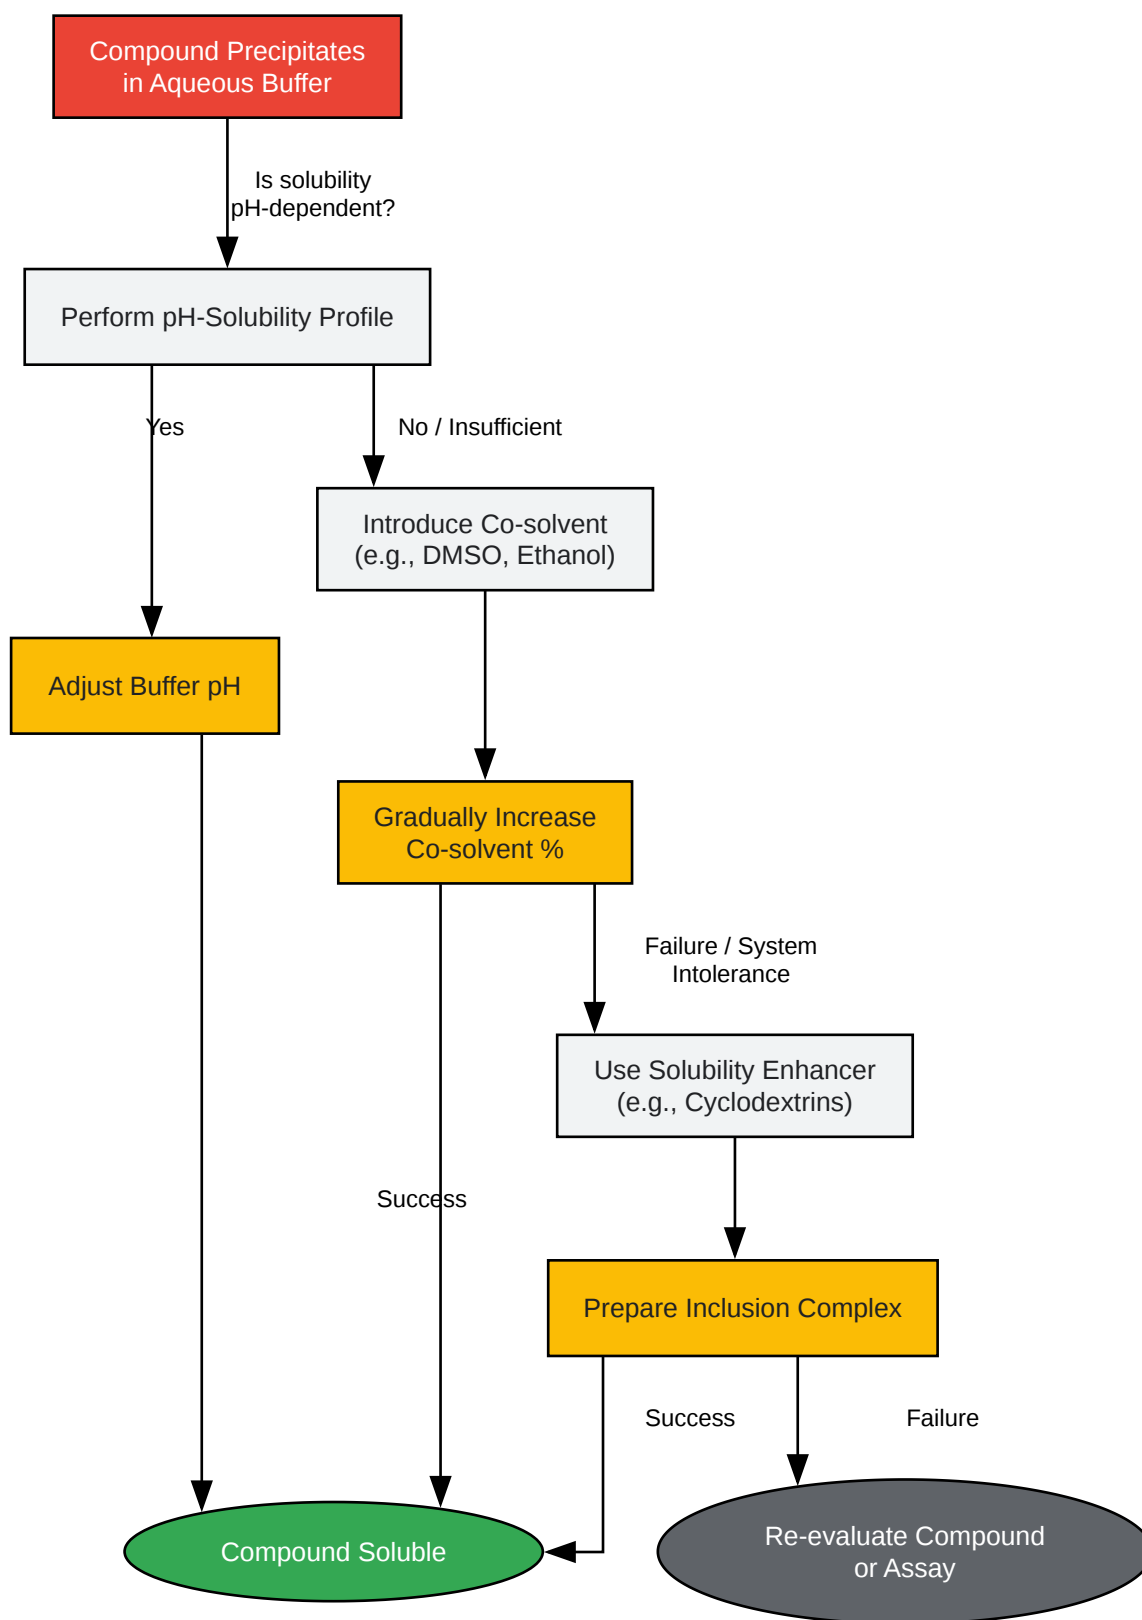 Compound Precipitates
in Aqueous Buffer
Is solubility
pH-dependent?
Perform pH-Solubility Profile
Yes
No / Insufficient
Introduce Co-solvent
(e.g., DMSO, Ethanol)
Adjust Buffer pH
Gradually Increase
Co-solvent %
Failure / System
Intolerance
Use Solubility Enhancer
(e.g., Cyclodextrins)
Success
Prepare Inclusion Complex
Success
Failure
Compound Soluble
Re-evaluate Compound
or Assay